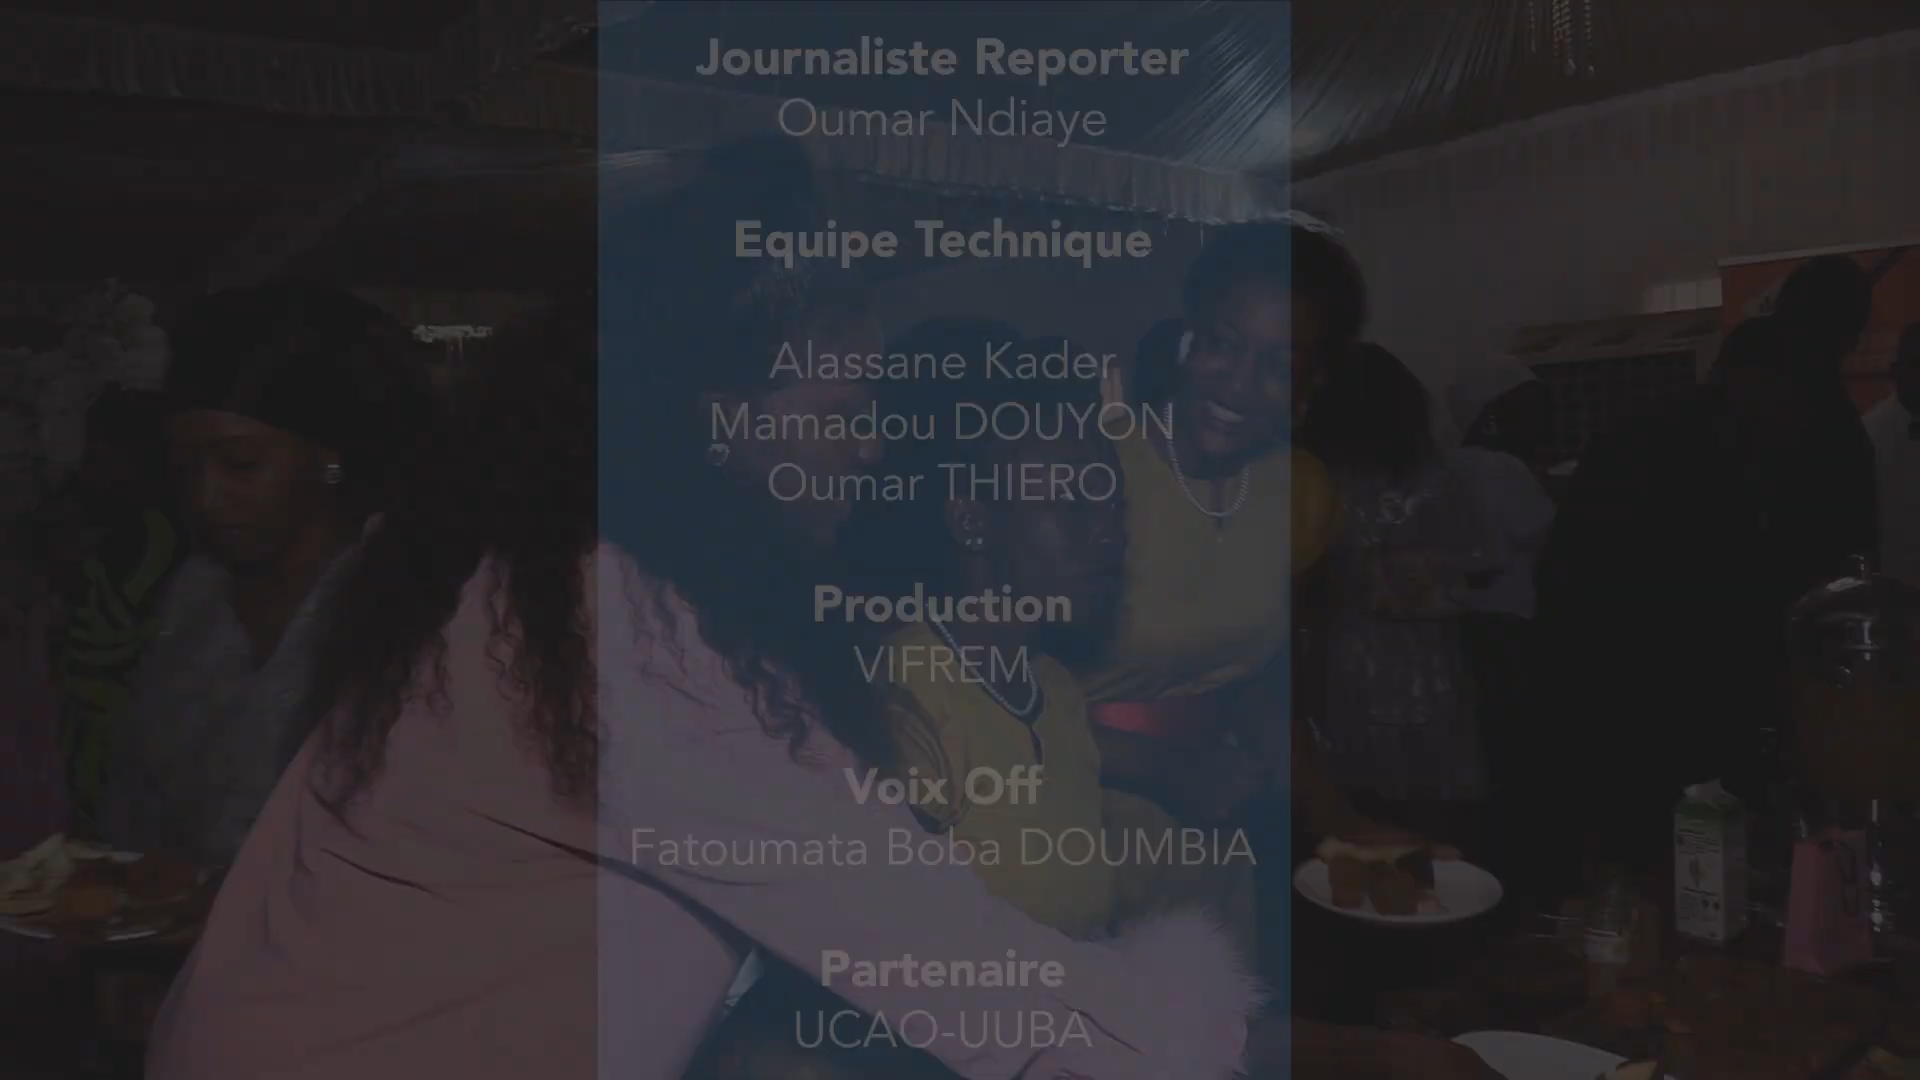 Journaliste Reporter
Oumar Ndiaye
Equipe Technique
Alassane Kader
Mamadou DOUYON
Oumar THIERO
Production
VIFREM
Voix Off
Fatoumata Boba DOUMBIA
Partenaire
UCAO-UUBA